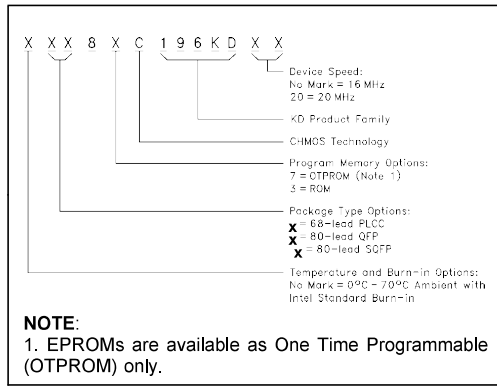 X X X 8 X C 1 9 6 K D X X
Device Speed:
No Mark = 16 MHz
20 = 20 MHz
KD Product Family
CHMOS Technology
Program Memory Options:
7 = OTPROM (Note 1)
3 = ROM
Package Type Options:
X = 68-lead PLCC
X = 80-lead QFP
X = 80-lead SQFP
Temperature and Burn-in Options:
No Mark = 0°C - 70°C Ambient with
Intel Standard Burn-in
NOTE:
1. EPROMs are available as One Time Programmable
(OTPROM) only.